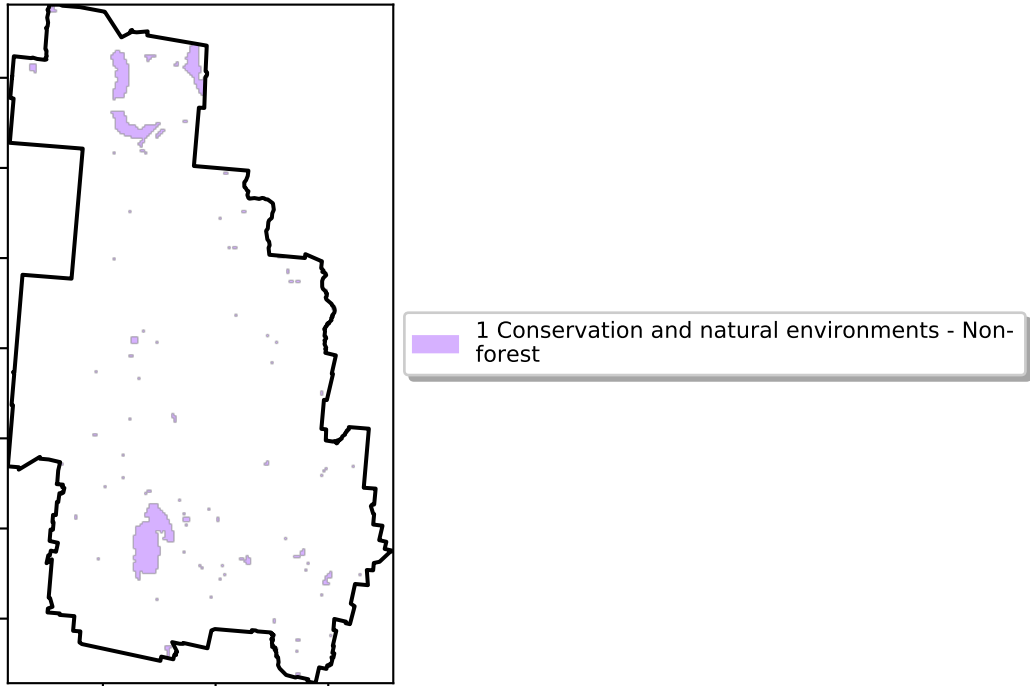 1 Conservation and natural environments - Non-
forest